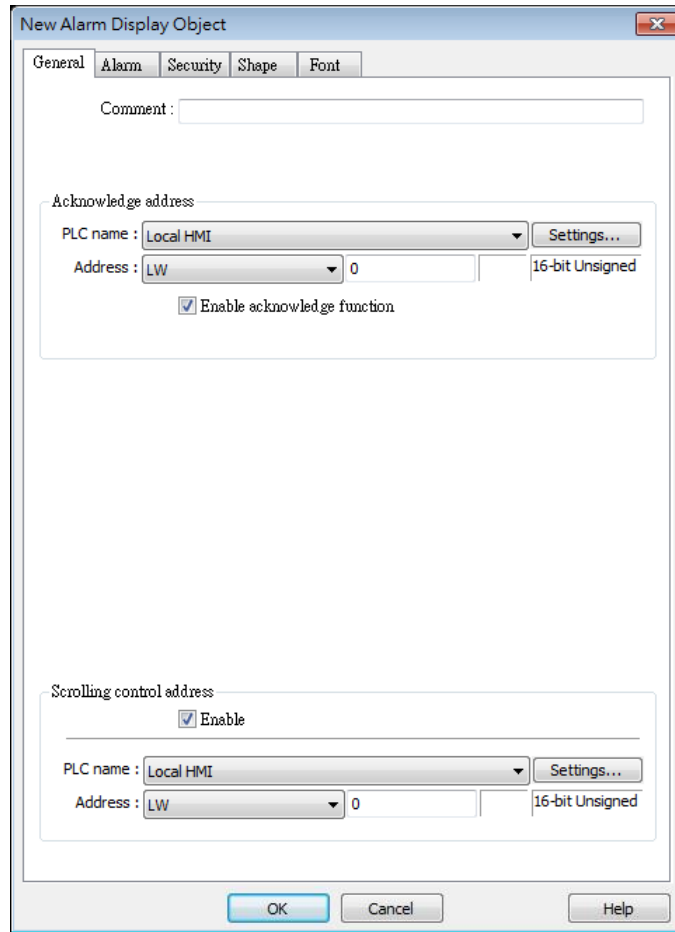 New Alarm Display Object
General Alarm Security Shape Font
Comment :
Acknowledge address
PLC name : Local HMI Settings...
Address : LW 0 16-bit Unsigned
Enable acknowledge function
Scrolling control address
Enable
PLC name : Local HMI Settings...
Address : LW 0 16-bit Unsigned
OK Cancel Help